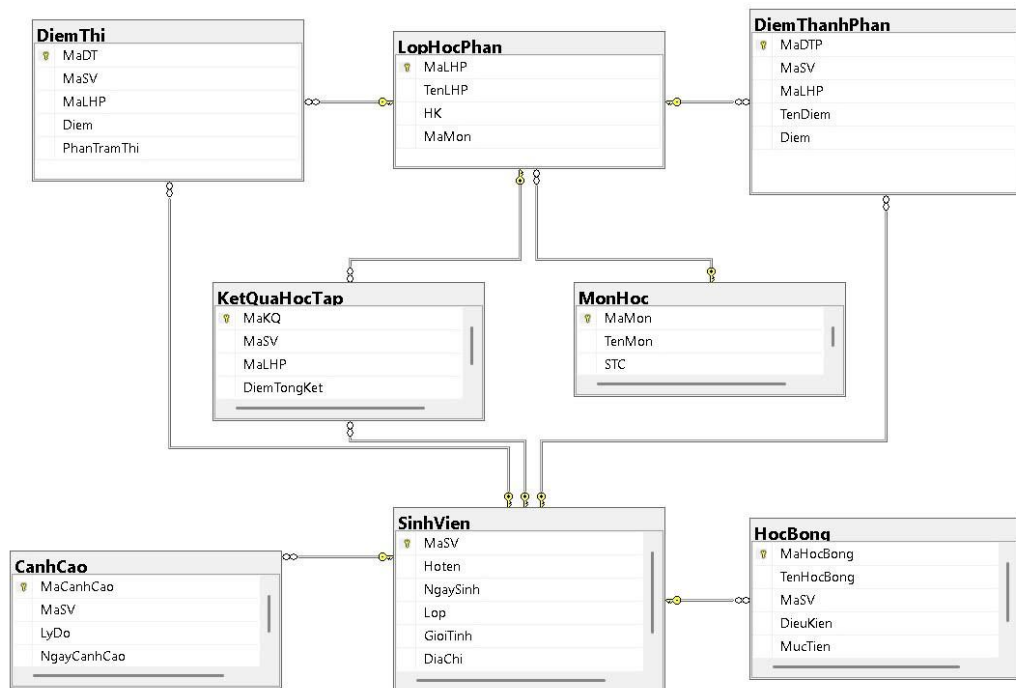 DiemThi
MaDT
MaSV
MaLHP
Diem
PhanTramThi
LopHocPhan
MaLHP
TenLHP
HK
MaMon
DiemThanhPhan
MaDTP
MaSV
MaLHP
TenDiem
Diem
KetQuaHocTap
MaKQ
MaSV
MaLHP
DiemTongKet
MonHoc
MaMon
TenMon
STC
CanhCao
MaCanhCao
MaSV
LyDo
NgayCanhCao
SinhVien
MaSV
Hoten
NgaySinh
Lop
GioiTinh
DiaChi
HocBong
MaHocBong
TenHocBong
MaSV
DieuKien
MucTien